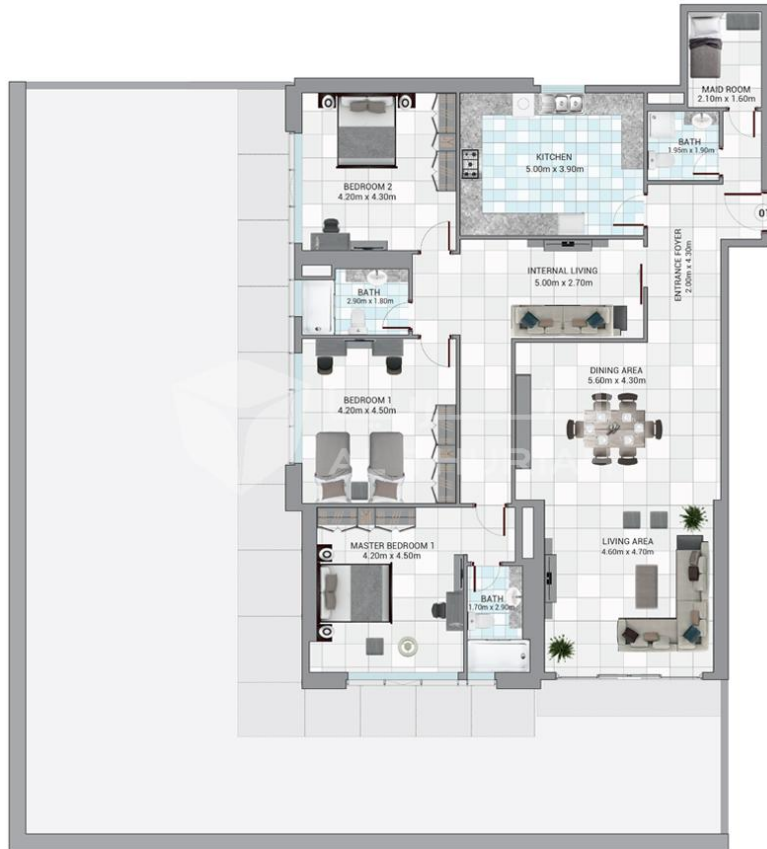 MAID ROOM
2.10m x 1.60m
BATH
1.95m x 1.90m
KITCHEN
5.00m x 3.90m
BEDROOM 2
4.20m x 4.30m
ENTRANCE FOYER
2.00m x 4.30m
INTERNAL LIVING
5.00m x 2.70m
BATH
2.90m x 1.80m
DINING AREA
5.60m x 4.30m
BEDROOM 1
4.20m x 4.50m
LIVING AREA
4.60m x 4.70m
MASTER BEDROOM 1
4.20m x 4.50m
BATH
1.70m x 2.90m